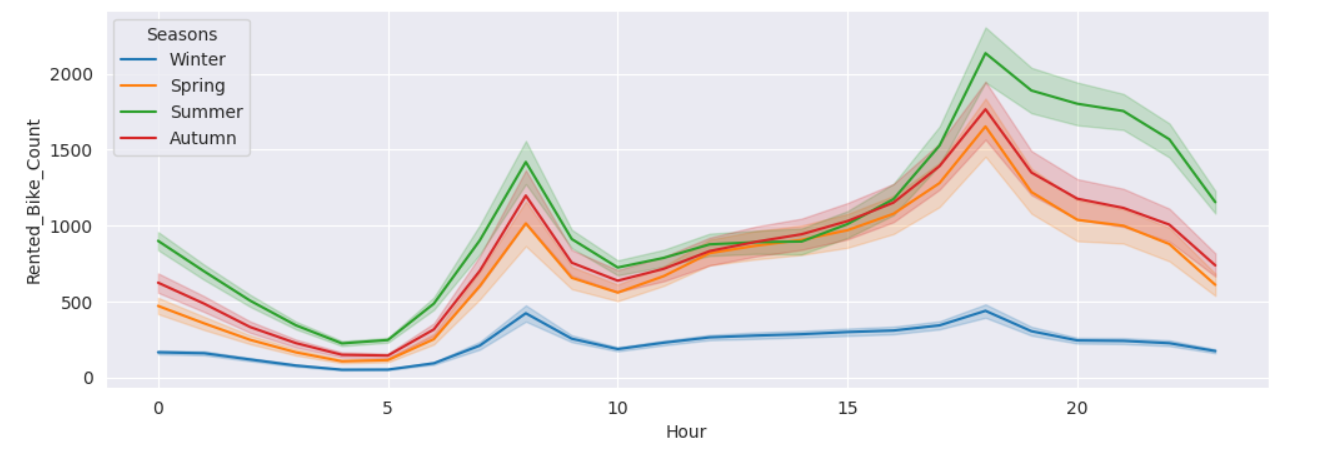 Seasons
Winter
Spring
Summer
Autumn
Rented_Bike_Count
2000
1500
1000
500
0
0 5 10 15 20
Hour